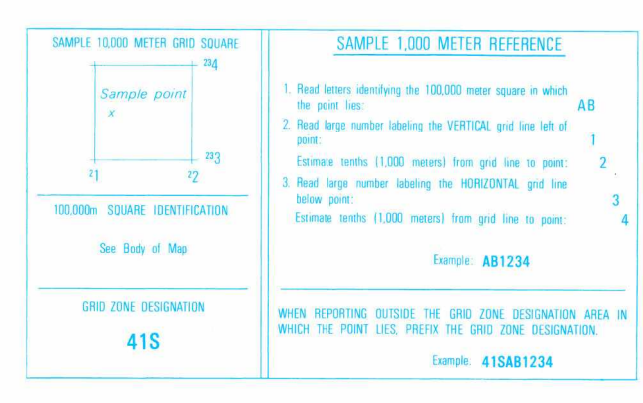 SAMPLE 10,000 METER GRID SQUARE
²³4
Sample point
x
²³3
²1
²2
100,000m SQUARE IDENTIFICATION
See Body of Map
GRID ZONE DESIGNATION
41S
SAMPLE 1,000 METER REFERENCE
1. Read letters identifying the 100,000 meter square in which
the point lies: AB
2. Read large number labeling the VERTICAL grid line left of
point: 1
Estimate tenths (1,000 meters) from grid line to point: 2
3. Read large number labeling the HORIZONTAL grid line
below point: 3
Estimate tenths (1,000 meters) from grid line to point: 4
Example: AB1234
WHEN REPORTING OUTSIDE THE GRID ZONE DESIGNATION AREA IN
WHICH THE POINT LIES, PREFIX THE GRID ZONE DESIGNATION.
Example: 41SAB1234